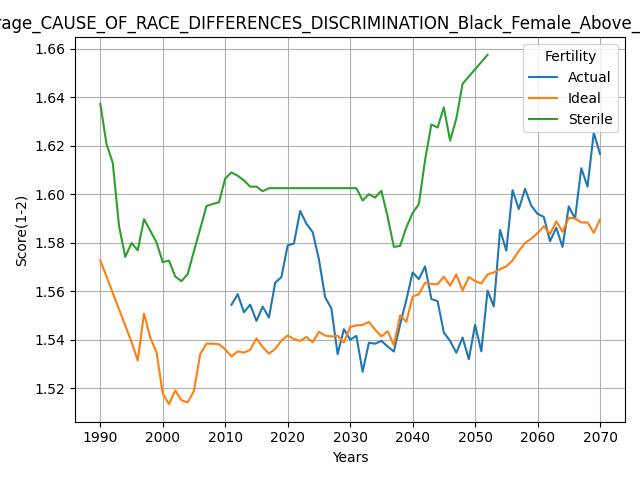 rage_CAUSE_OF_RACE_DIFFERENCES_DISCRIMINATION_Black_Female_Above_
Fertility
Actual
Ideal
Sterile
Score(1-2)
1.66
1.64
1.62
1.60
1.58
1.56
1.54
1.52
1990 2000 2010 2020 2030 2040 2050 2060 2070
Years